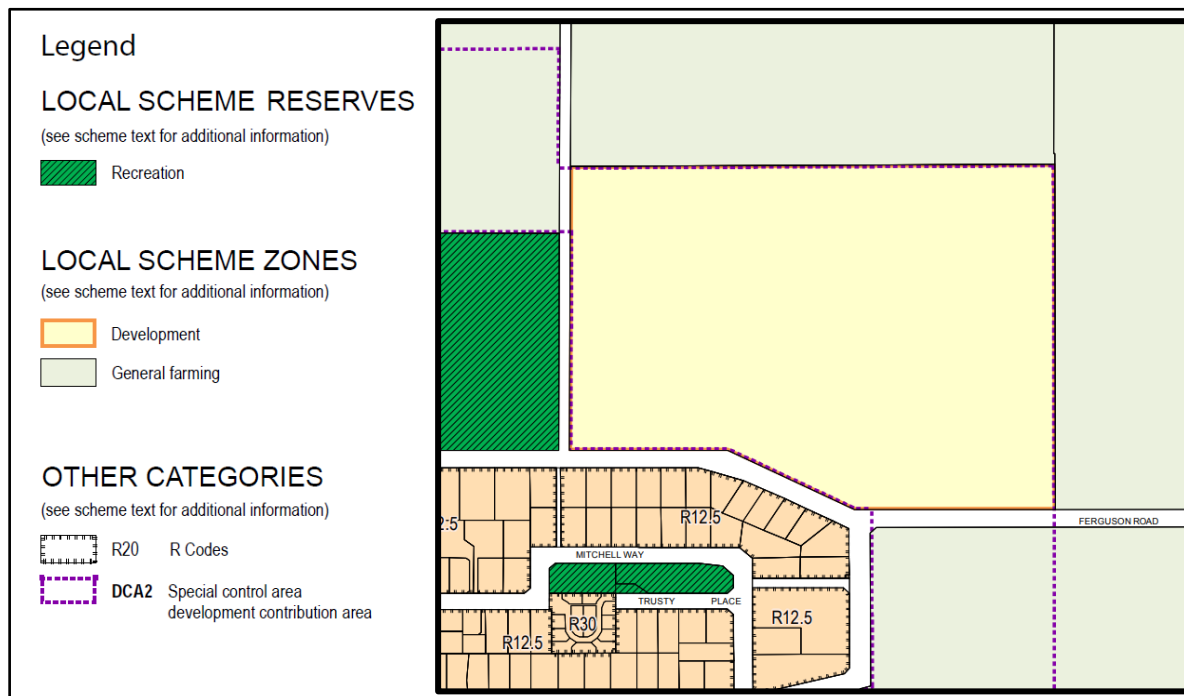 Legend
LOCAL SCHEME RESERVES
(see scheme text for additional information)
Recreation
LOCAL SCHEME ZONES
(see scheme text for additional information)
Development
General farming
OTHER CATEGORIES
(see scheme text for additional information)
R20 R Codes
DCA2 Special control area
development contribution area
2.5
R12.5
FERGUSON ROAD
MITCHELL WAY
TRUSTY PLACE
R30
R12.5
R12.5